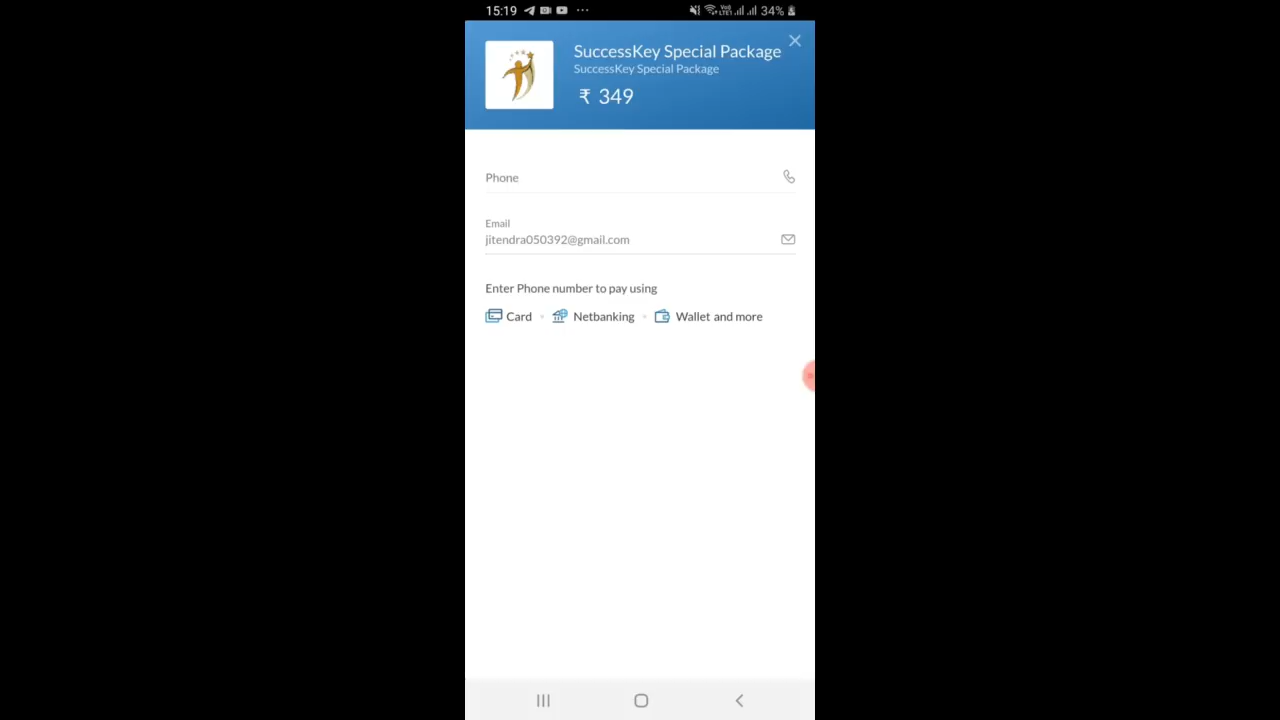 15:19 ... 34%
SuccessKey Special Package
SuccessKey Special Package
₹ 349
Phone
Email
jitendra050392@gmail.com
Enter Phone number to pay using
Card • Netbanking • Wallet and more